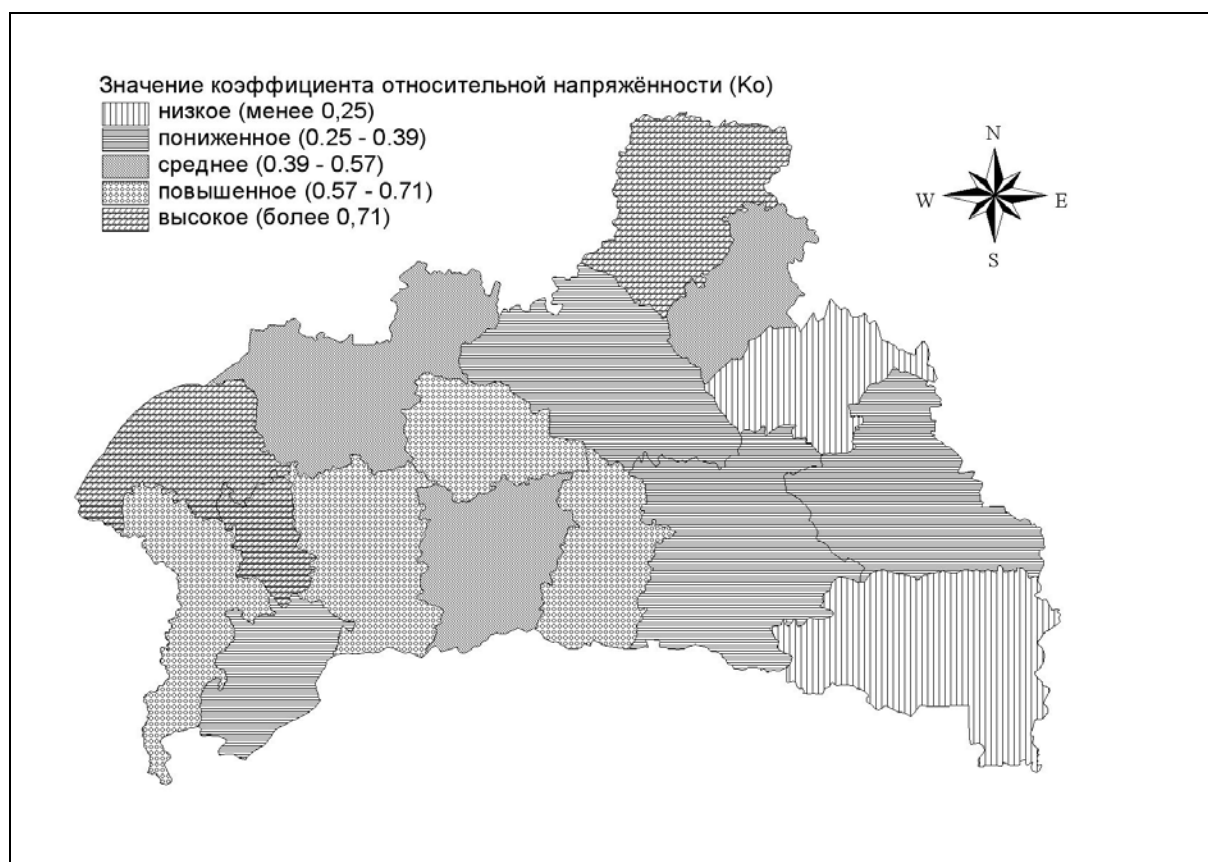 Значение коэффициента относительной напряжённости (Ко)
низкое (менее 0,25)
пониженное (0.25 - 0.39)
среднее (0.39 - 0.57)
повышенное (0.57 - 0.71)
высокое (более 0,71)
N
W
E
S